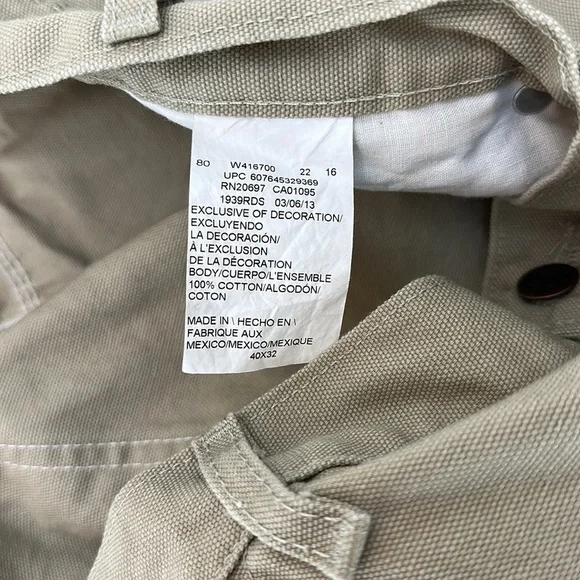 80 W416700 22 16
UPC 607645329369
RN20697 CA01095
1939RDS 03/06/13
EXCLUSIVE OF DECORATION/
EXCLUYENDO
LA DECORACIÓN/
À L'EXCLUSION
DE LA DÉCORATION
BODY/CUERPO/L'ENSEMBLE
100% COTTON/ALGODÓN/
COTON
MADE IN \ HECHO EN \
FABRIQUE AUX
MEXICO/MEXICO/MEXIQUE
40X32